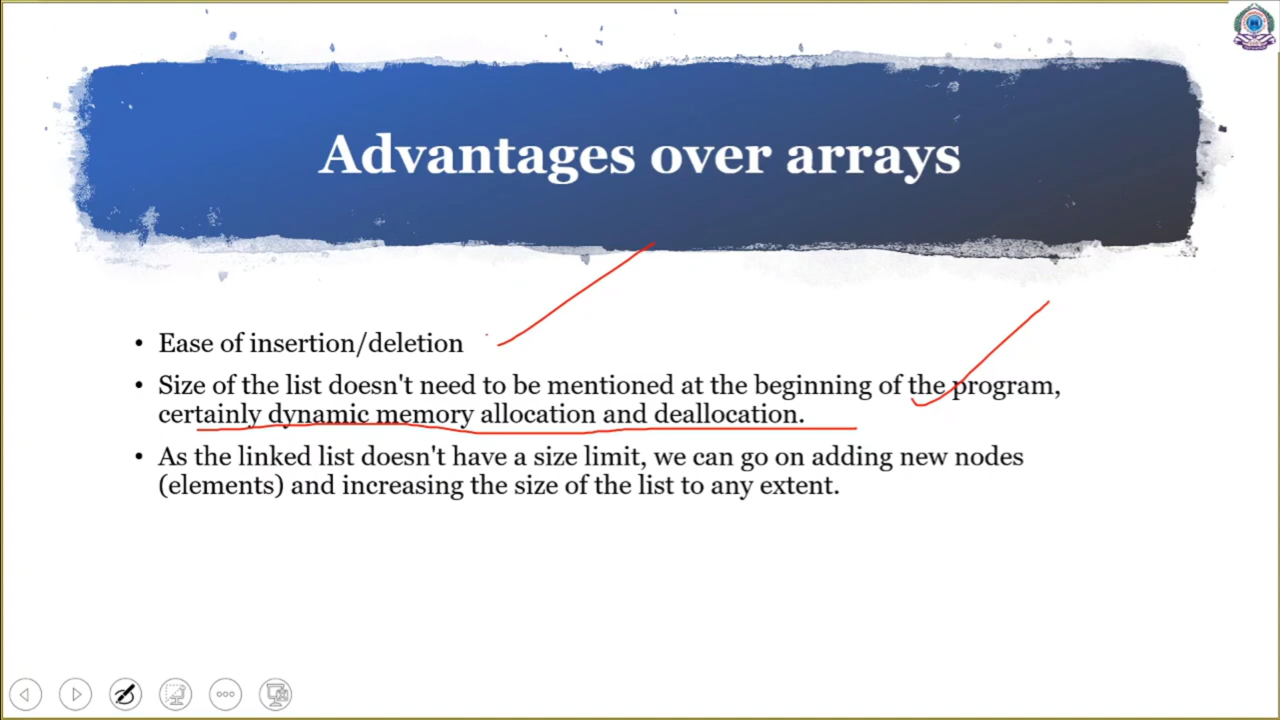 Advantages over arrays
• Ease of insertion/deletion
• Size of the list doesn't need to be mentioned at the beginning of the program,
certainly dynamic memory allocation and deallocation.
• As the linked list doesn't have a size limit, we can go on adding new nodes
(elements) and increasing the size of the list to any extent.